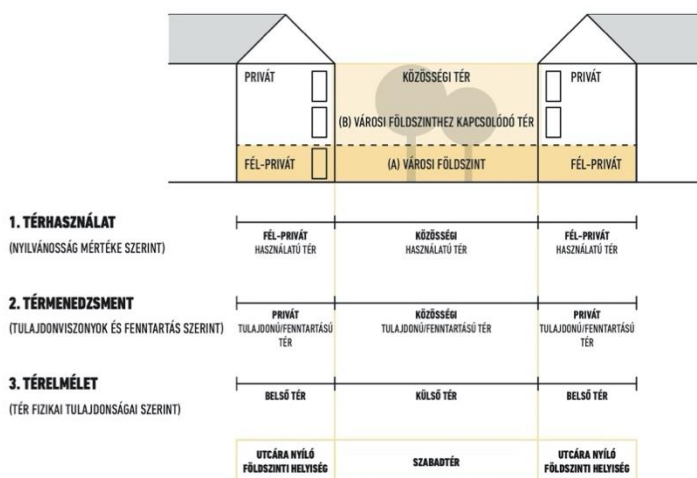 PRIVÁT
KÖZÖSSÉGI TÉR
PRIVÁT
(B) VÁROSI FÖLDSZINTHEZ KAPCSOLÓDÓ TÉR
FÉL-PRIVÁT
(A) VÁROSI FÖLDSZINT
FÉL-PRIVÁT
1. TÉRHASZNÁLAT
(NYILVÁNOSSÁG MÉRTÉKE SZERINT)
FÉL-PRIVÁT
HASZNÁLATÚ TÉR
KÖZÖSSÉGI
HASZNÁLATÚ TÉR
FÉL-PRIVÁT
HASZNÁLATÚ TÉR
2. TÉRMENEDZSMENT
(TULAJDONVISZONYOK ÉS FENNTARTÁS SZERINT)
PRIVÁT
TULAJDONÚ/FENNTARTÁSÚ
TÉR
KÖZÖSSÉGI
TULAJDONÚ/FENNTARTÁSÚ TÉR
PRIVÁT
TULAJDONÚ/FENNTARTÁSÚ
TÉR
3. TÉRELMÉLET
(TÉR FIZIKAI TULAJDONSÁGAI SZERINT)
BELSŐ TÉR
KÜLSŐ TÉR
BELSŐ TÉR
UTCÁRA NYÍLÓ
FÖLDSZINTI HELYISÉG
SZABADTÉR
UTCÁRA NYÍLÓ
FÖLDSZINTI HELYISÉG